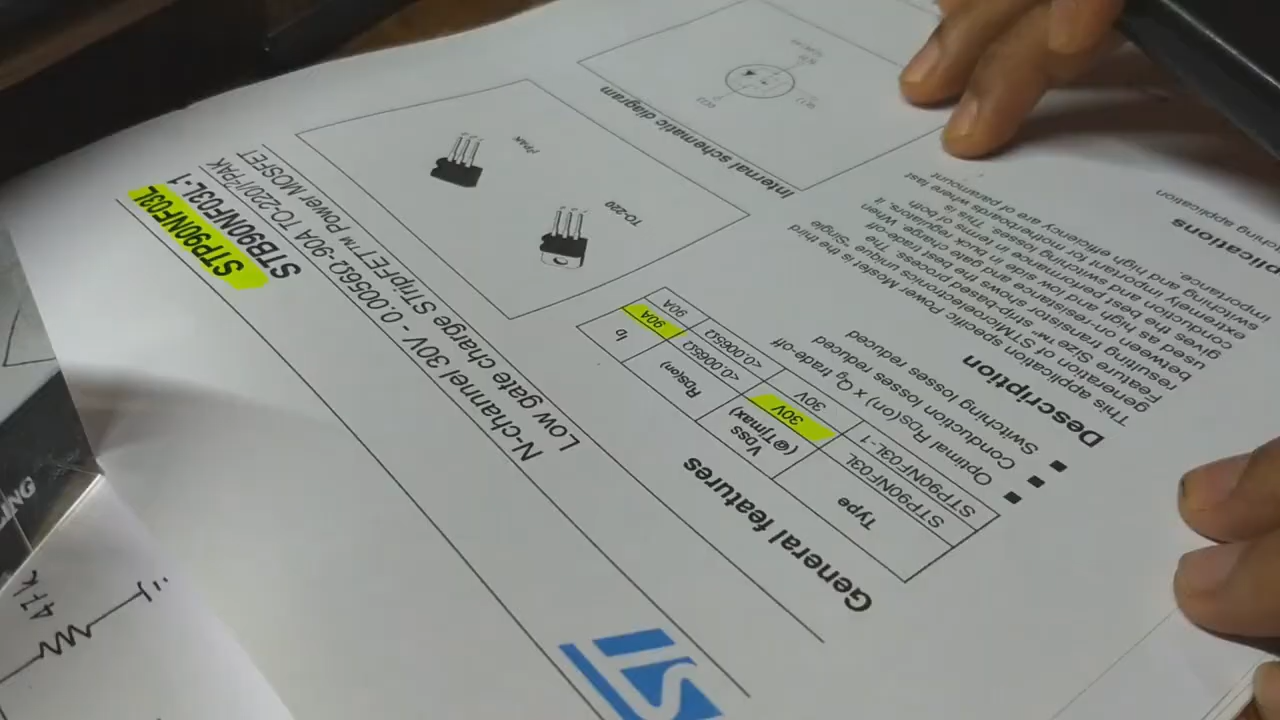 ST
STP90NF03L
STB90NF03L-1
N-channel 30V - 0.0056Ω-90A TO-220/I²PAK
Low gate charge STripFET™ Power MOSFET
General features
Type VDSS (@Tjmax) RDS(on) ID
STP90NF03L 30V <0.0065Ω 90A
STP90NF03L-1 30V <0.0065Ω 90A
■ Optimal RDS(on) x Qg trade-off
■ Conduction losses reduced
■ Switching losses reduced
TO-220
I²PAK
Description
This application specific Power Mosfet is the third
generation of STMicroelectronics unique "Single
Feature Size™" strip-based process. The
resulting transistor shows the best trade-off
between on-resistance and gate charge. When
used as high and low side in buck regulators, it
gives the best performance in terms of both
conduction and switching losses. This is
important for motherboards where fast
switching and high efficiency are of paramount
importance.
Internal schematic diagram
plications
ching application
47k